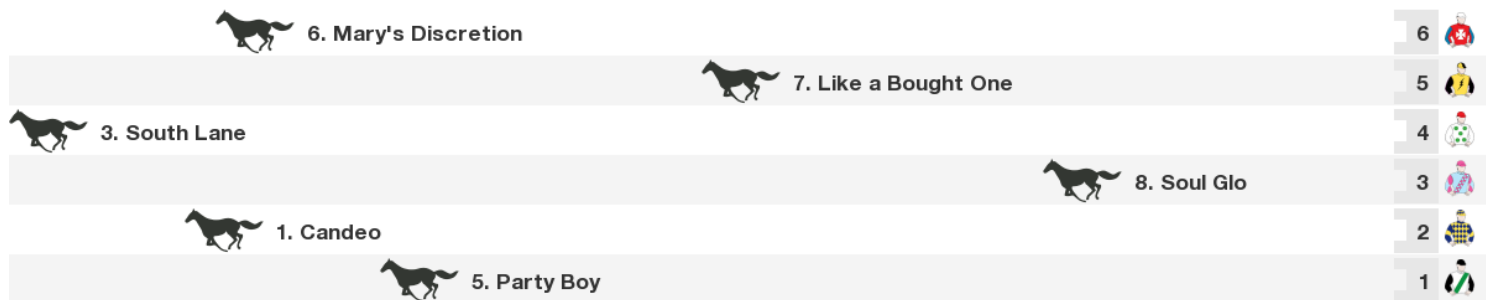 6. Mary's Discretion 6
7. Like a Bought One 5
3. South Lane 4
8. Soul Glo 3
1. Candeo 2
5. Party Boy 1